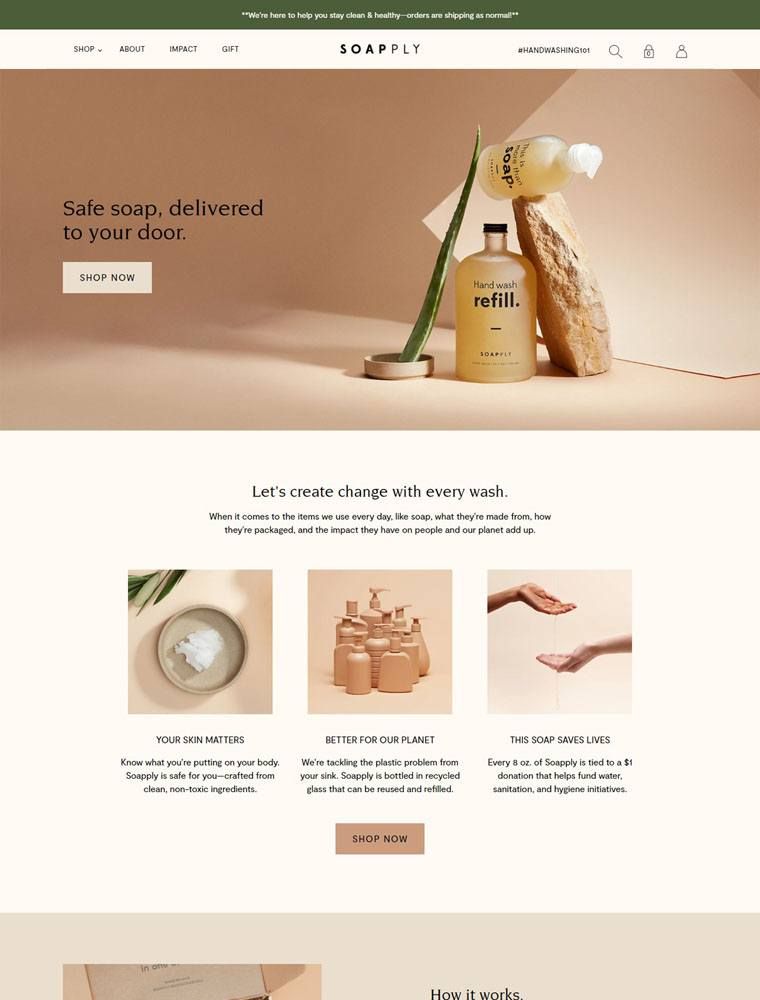 **We're here to help you stay clean & healthy—orders are shipping as normal!**
SHOP
ABOUT
IMPACT
GIFT
SOAPPLY
#HANDWASHING101
0
Safe soap, delivered
to your door.
SHOP NOW
This is
more than
soap.
Hand wash
refill.
SOAPPLY
Let's create change with every wash.
When it comes to the items we use every day, like soap, what they're made from, how
they're packaged, and the impact they have on people and our planet add up.
YOUR SKIN MATTERS
Know what you're putting on your body.
Soapply is safe for you—crafted from
clean, non-toxic ingredients.
BETTER FOR OUR PLANET
We're tackling the plastic problem from
your sink. Soapply is bottled in recycled
glass that can be reused and refilled.
THIS SOAP SAVES LIVES
Every 8 oz. of Soapply is tied to a $1
donation that helps fund water,
sanitation, and hygiene initiatives.
SHOP NOW
in one
How it works.